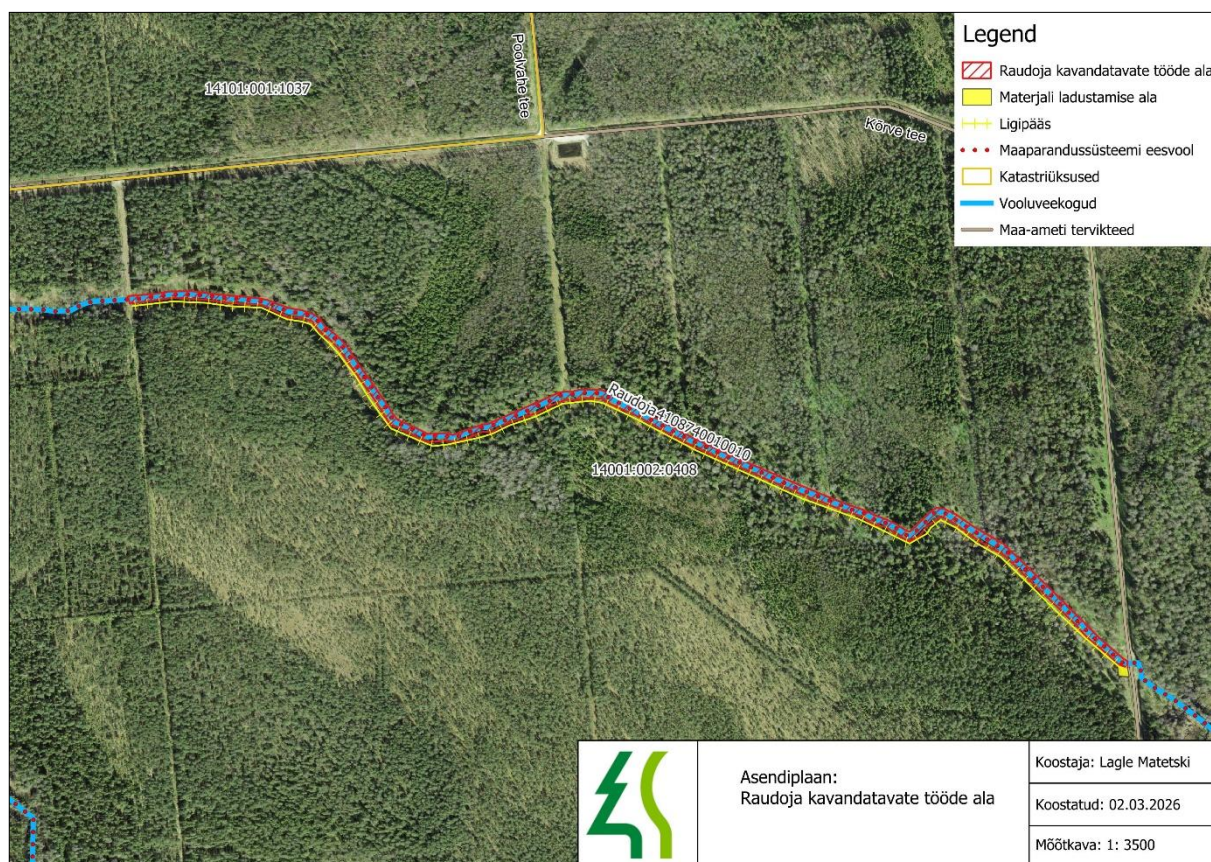 Legend
Raudoja kavandatavate tööde ala
Materjali ladustamise ala
Ligipääs
Maaparandussüsteemi eesvool
Katastriüksused
Vooluveekogud
Maa-ameti tervikteed
14101:001:1037
Poolvahe tee
Kõrve tee
Raudoja4108740010010
14001:002:0408
Asendiplaan:
Raudoja kavandatavate tööde ala
Koostaja: Lagle Matetski
Koostatud: 02.03.2026
Mõõtkava: 1: 3500